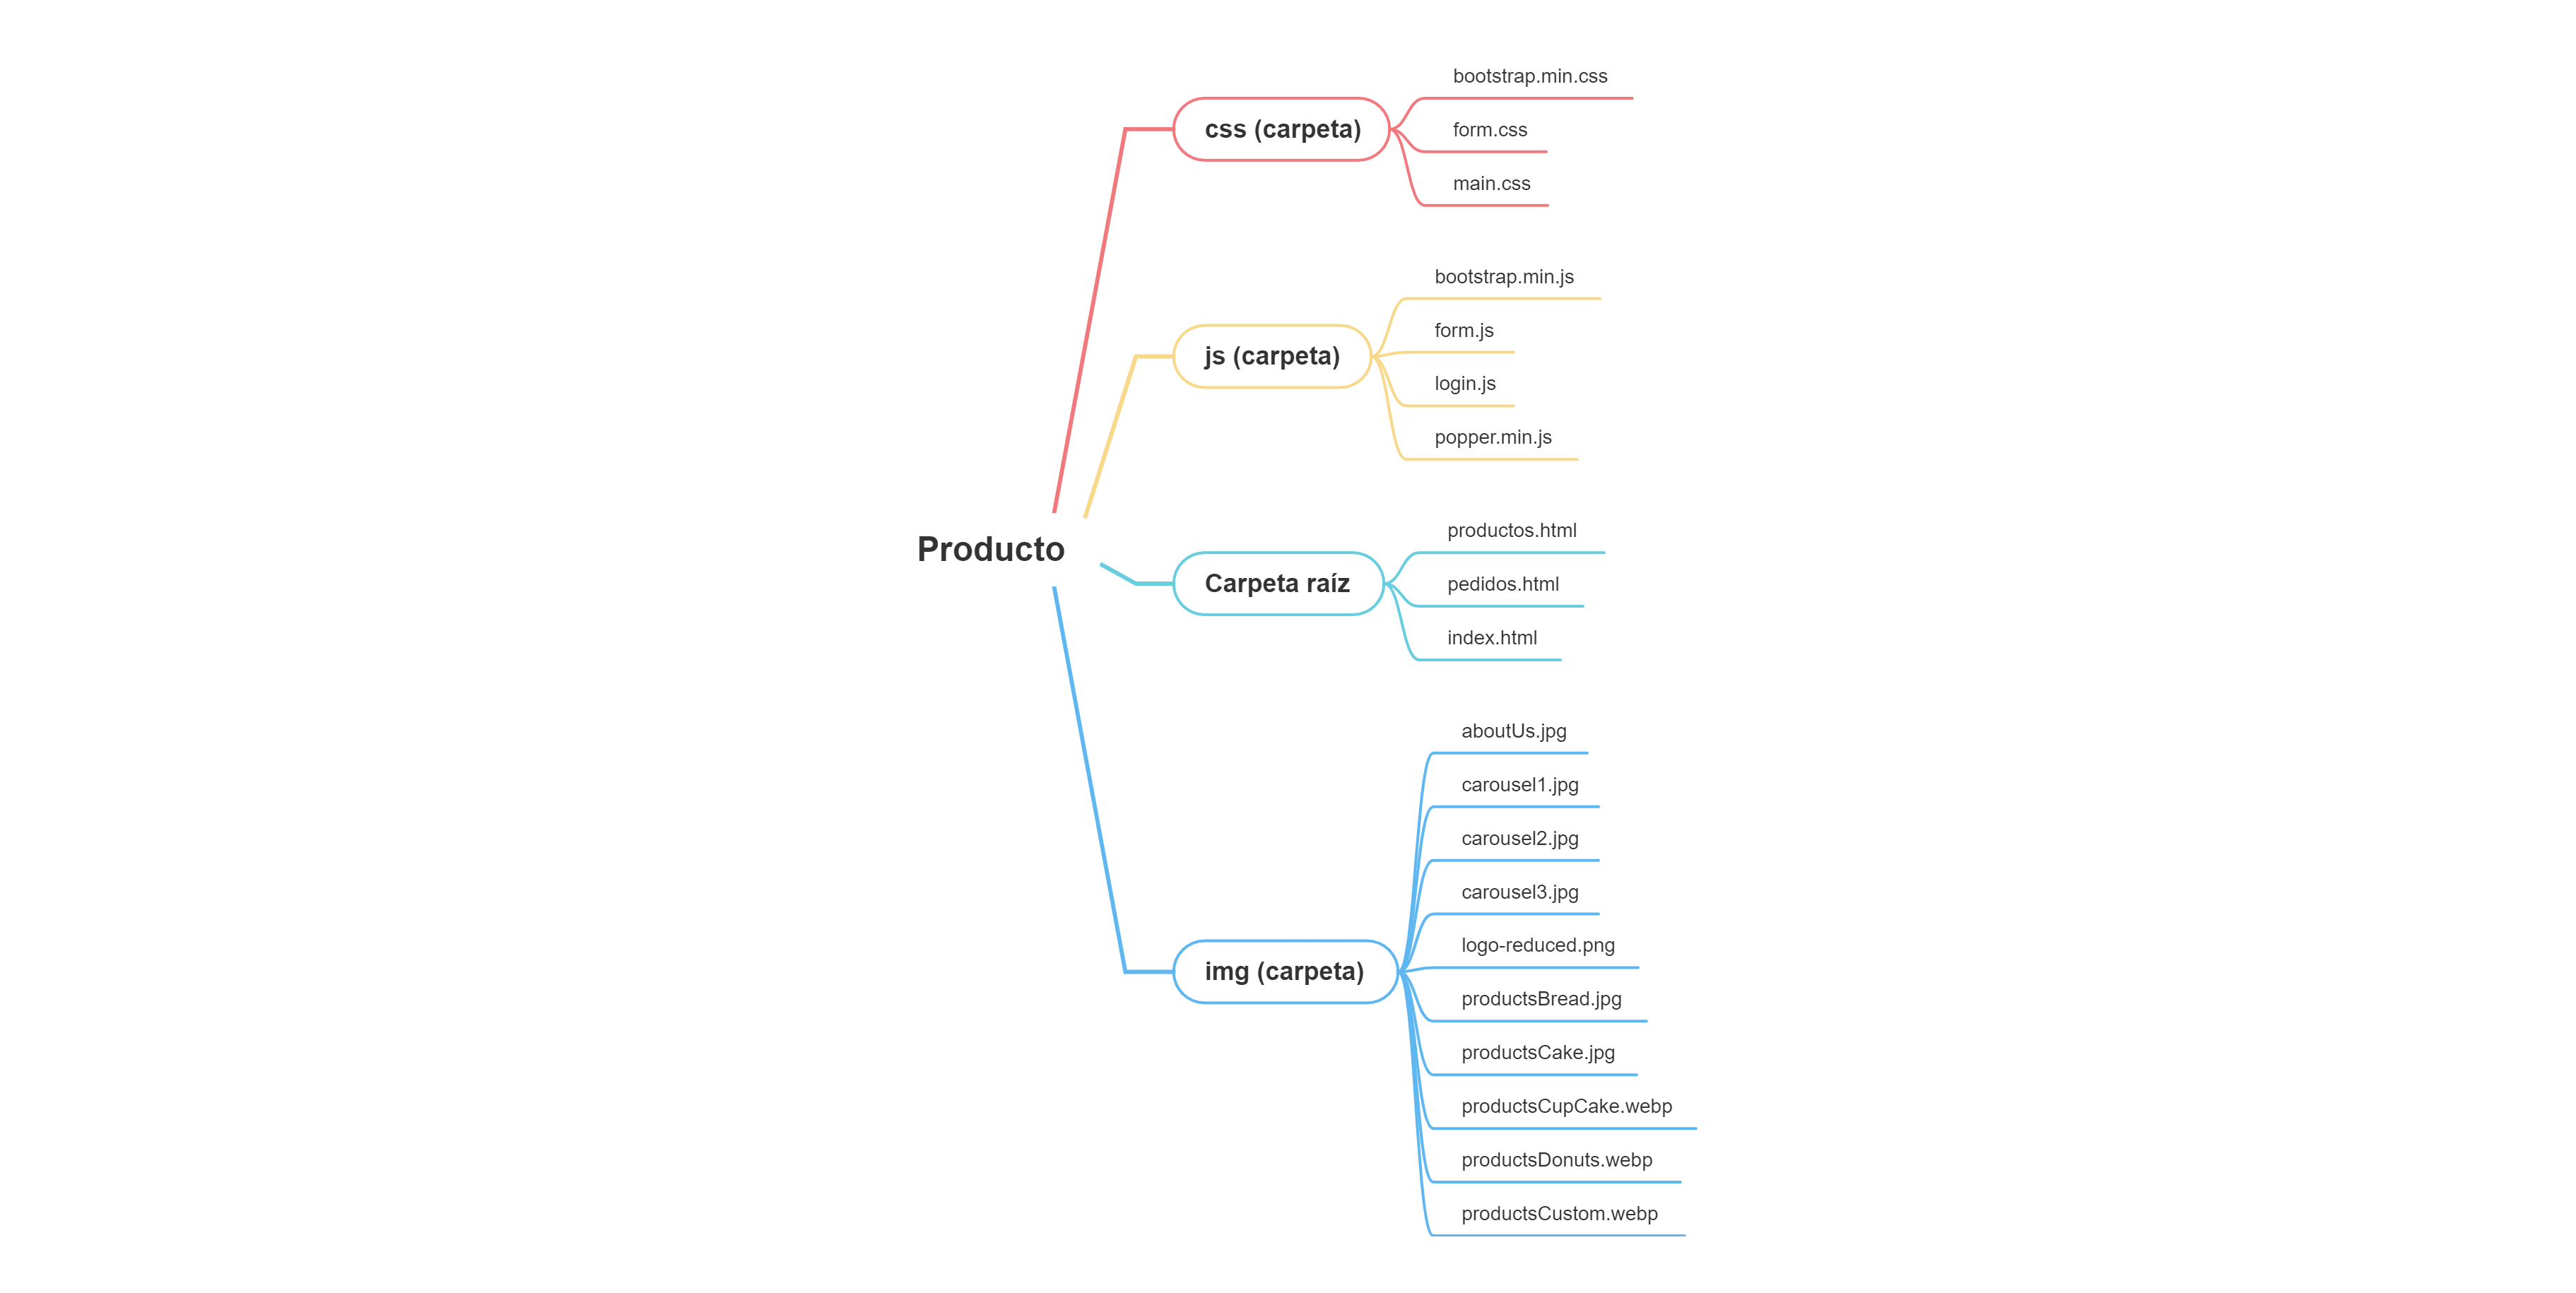 Producto
css (carpeta)
bootstrap.min.css
form.css
main.css
js (carpeta)
bootstrap.min.js
form.js
login.js
popper.min.js
Carpeta raíz
productos.html
pedidos.html
index.html
img (carpeta)
aboutUs.jpg
carousel1.jpg
carousel2.jpg
carousel3.jpg
logo-reduced.png
productsBread.jpg
productsCake.jpg
productsCupCake.webp
productsDonuts.webp
productsCustom.webp